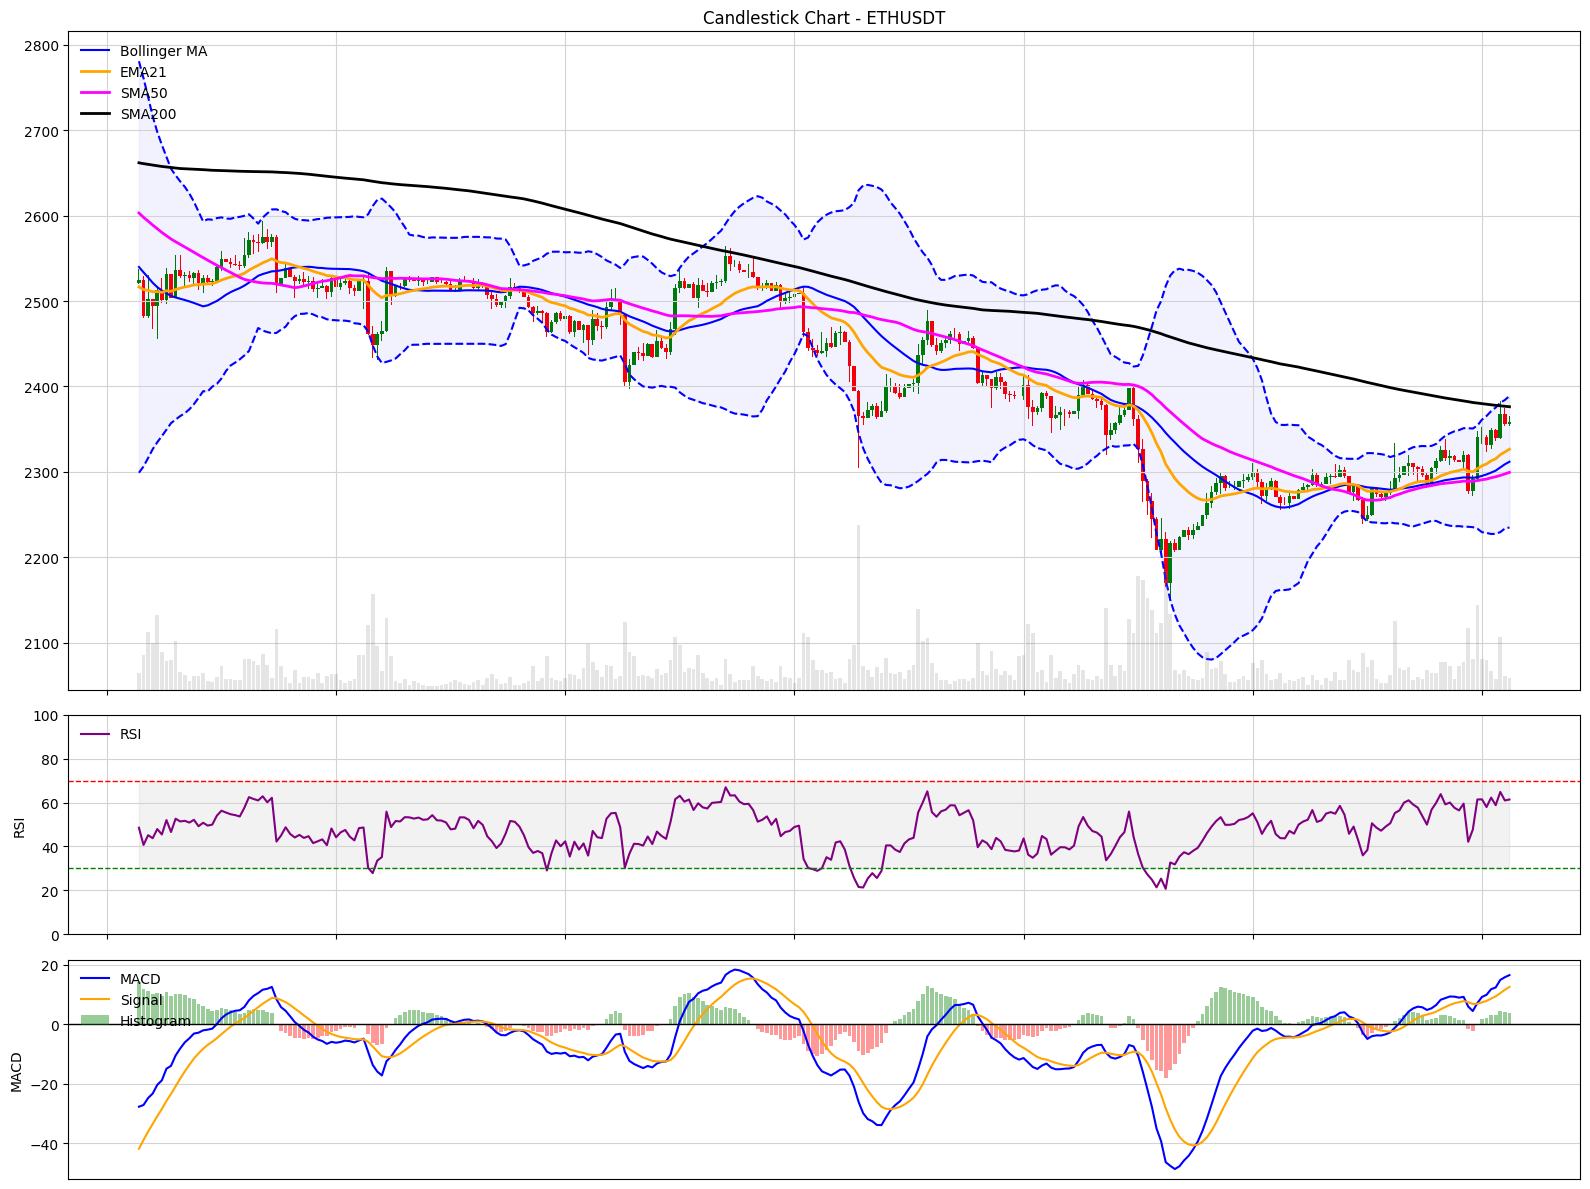 Candlestick Chart - ETHUSDT
2800
2700
2600
2500
2400
2300
2200
2100
Bollinger MA
EMA21
SMA50
SMA200
100
80
60
40
20
0
RSI
RSI
20
0
−20
−40
MACD
MACD
Signal
Histogram